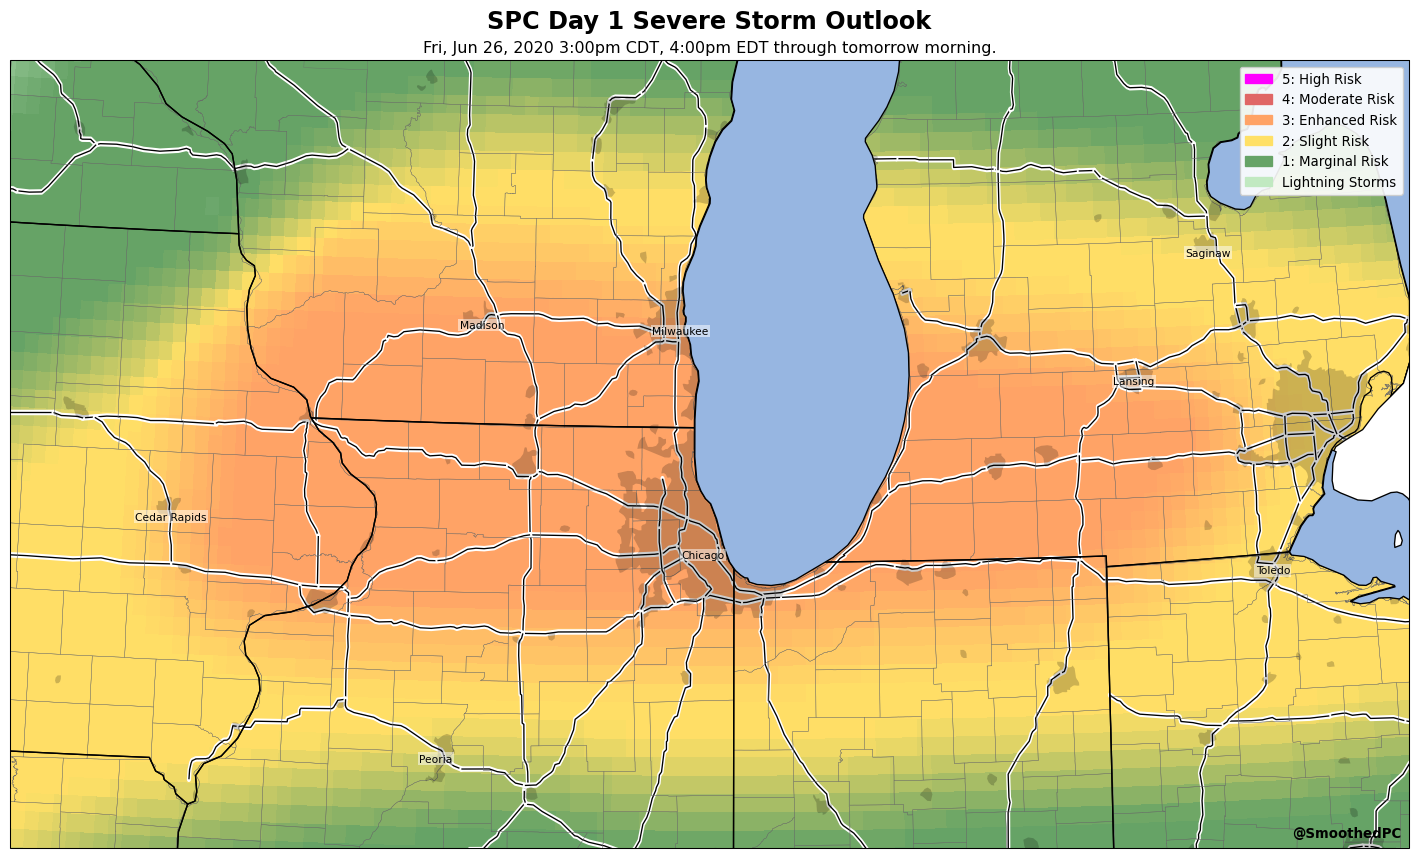 SPC Day 1 Severe Storm Outlook
Fri, Jun 26, 2020 3:00pm CDT, 4:00pm EDT through tomorrow morning.
5: High Risk
4: Moderate Risk
3: Enhanced Risk
2: Slight Risk
1: Marginal Risk
Lightning Storms
Saginaw
Madison
Milwaukee
Lansing
Cedar Rapids
Chicago
Toledo
Peoria
@SmoothedPC